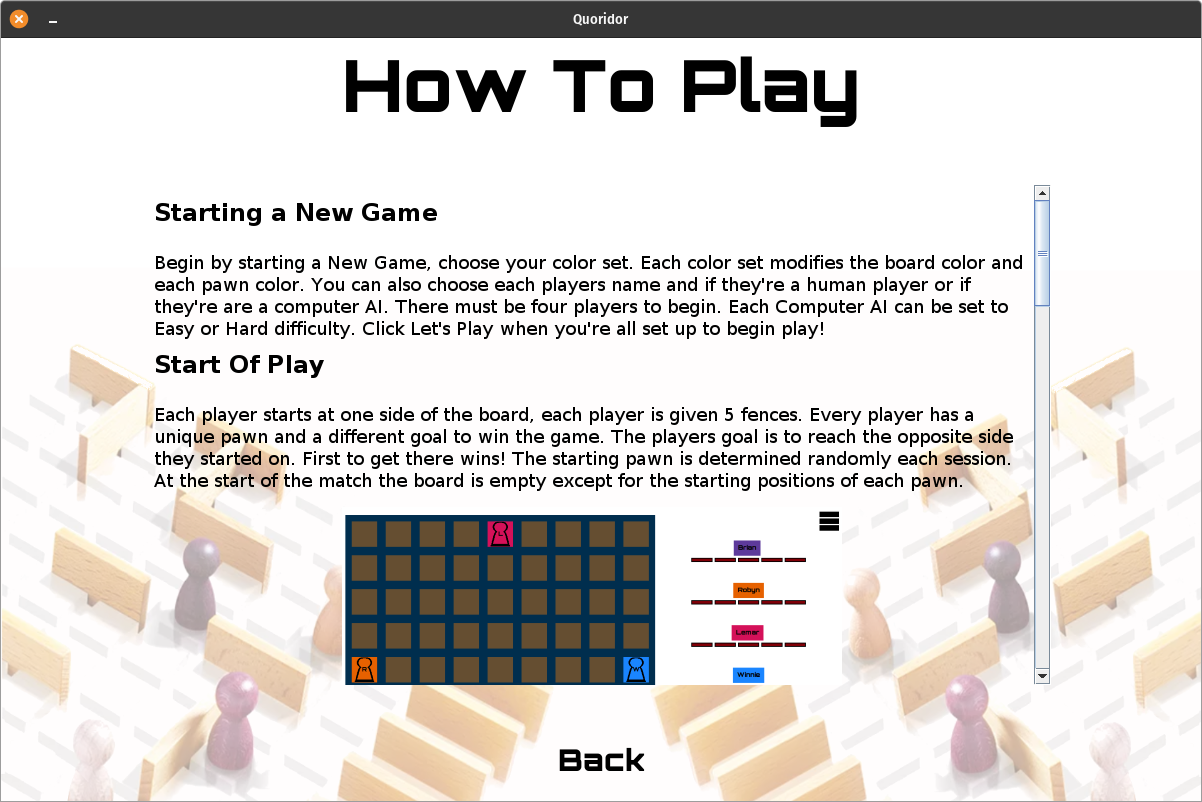 Quoridor
How To Play
Starting a New Game
Begin by starting a New Game, choose your color set. Each color set modifies the board color and
each pawn color. You can also choose each players name and if they're a human player or if
they're are a computer AI. There must be four players to begin. Each Computer AI can be set to
Easy or Hard difficulty. Click Let's Play when you're all set up to begin play!
Start Of Play
Each player starts at one side of the board, each player is given 5 fences. Every player has a
unique pawn and a different goal to win the game. The players goal is to reach the opposite side
they started on. First to get there wins! The starting pawn is determined randomly each session.
At the start of the match the board is empty except for the starting positions of each pawn.
L
Brian
Robyn
Lamar
R
W
Winnie
Back